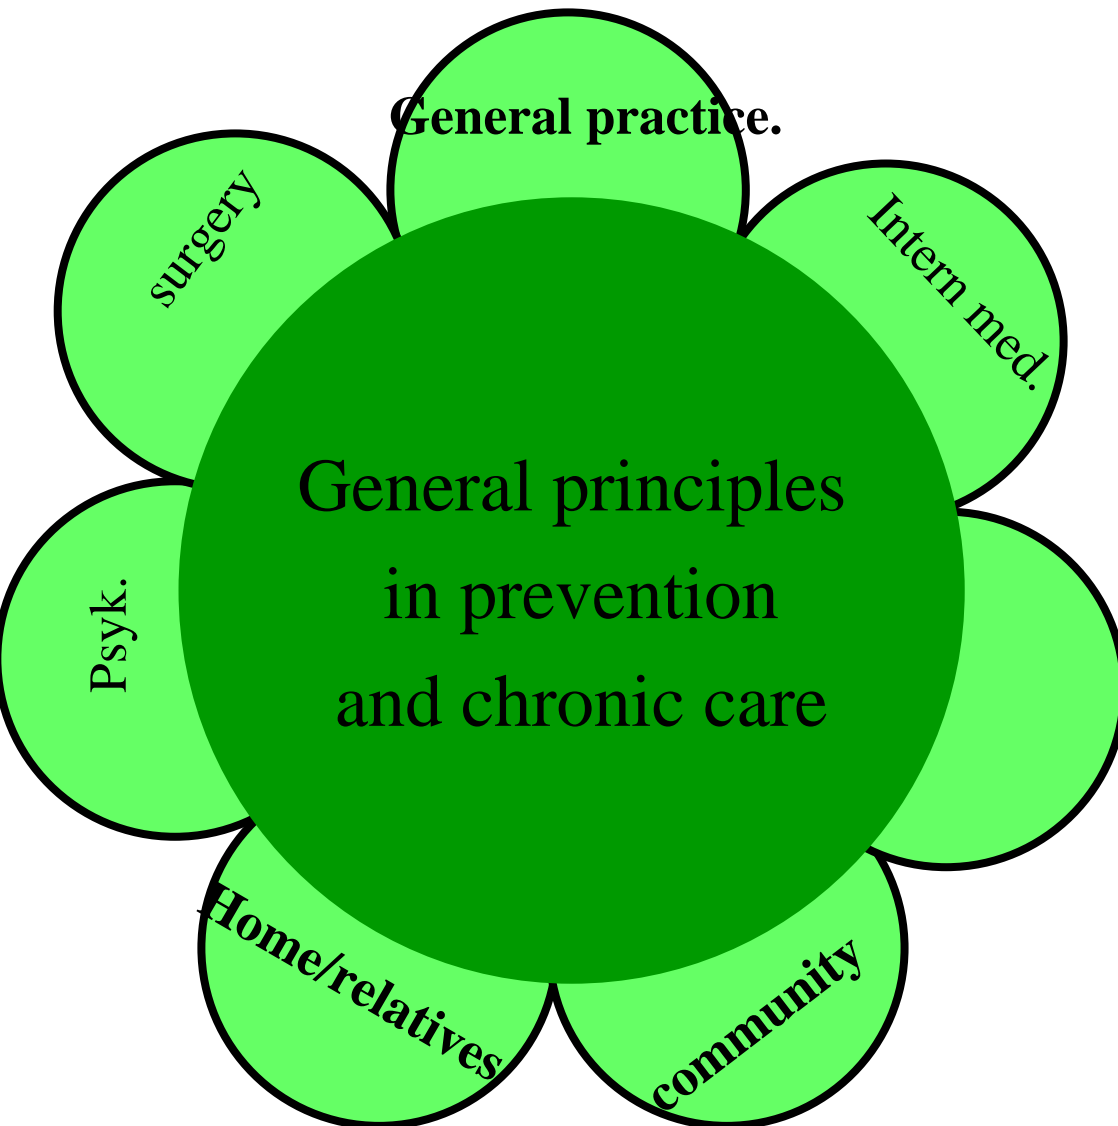 General practice.
surgery
Intern med.
General principles
in prevention
and chronic care
Psyk.
Home/relatives
community